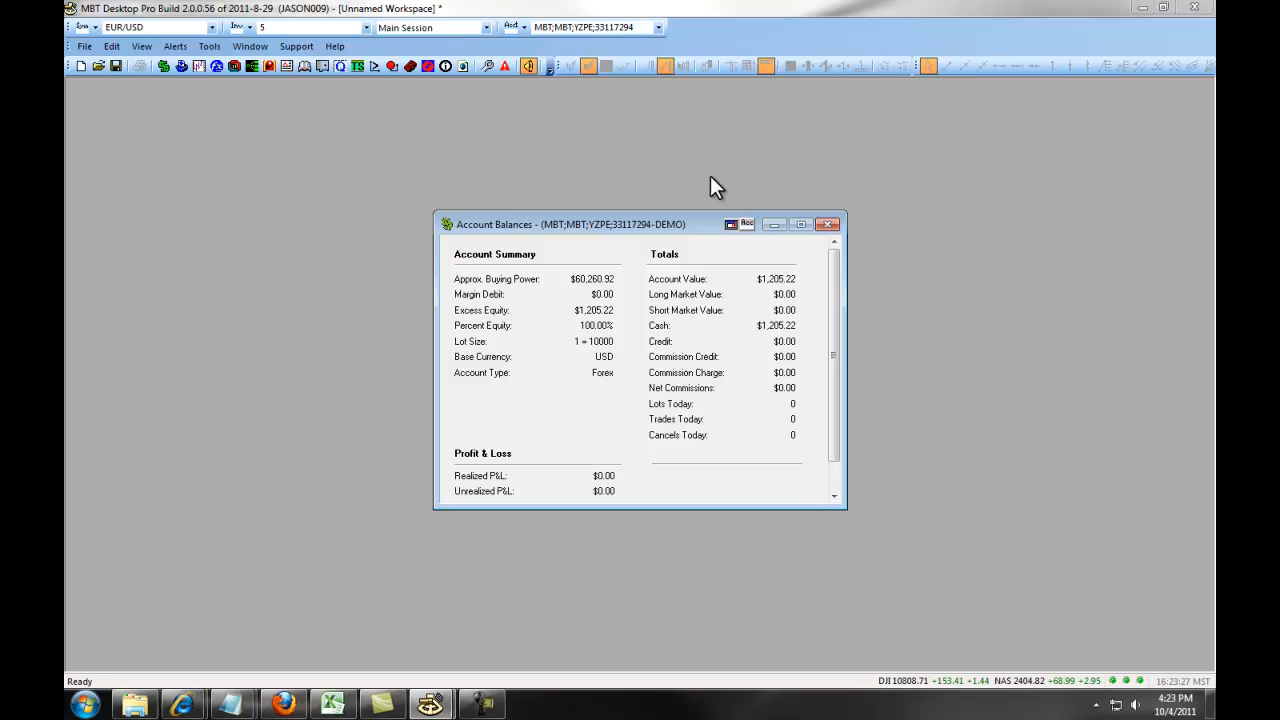 MBT Desktop Pro Build 2.0.0.56 of 2011-8-29 (JASON009) - [Unnamed Workspace] *
Sym EUR/USD Inv 5 Main Session Acct MBT;MBT;YZPE;33117294
File Edit View Alerts Tools Window Support Help
Account Balances - (MBT;MBT;YZPE;33117294-DEMO) Acc
Account Summary Totals
Approx. Buying Power: $60,260.92 Account Value: $1,205.22
Margin Debit: $0.00 Long Market Value: $0.00
Excess Equity: $1,205.22 Short Market Value: $0.00
Percent Equity: 100.00% Cash: $1,205.22
Lot Size: 1 = 10000 Credit: $0.00
Base Currency: USD Commission Credit: $0.00
Account Type: Forex Commission Charge: $0.00
Net Commissions: $0.00
Lots Today: 0
Trades Today: 0
Cancels Today: 0
Profit & Loss
Realized P&L: $0.00
Unrealized P&L: $0.00
Ready DJI 10808.71 +153.41 +1.44 NAS 2404.82 +68.99 +2.95 16:23:27 MST
4:23 PM
10/4/2011